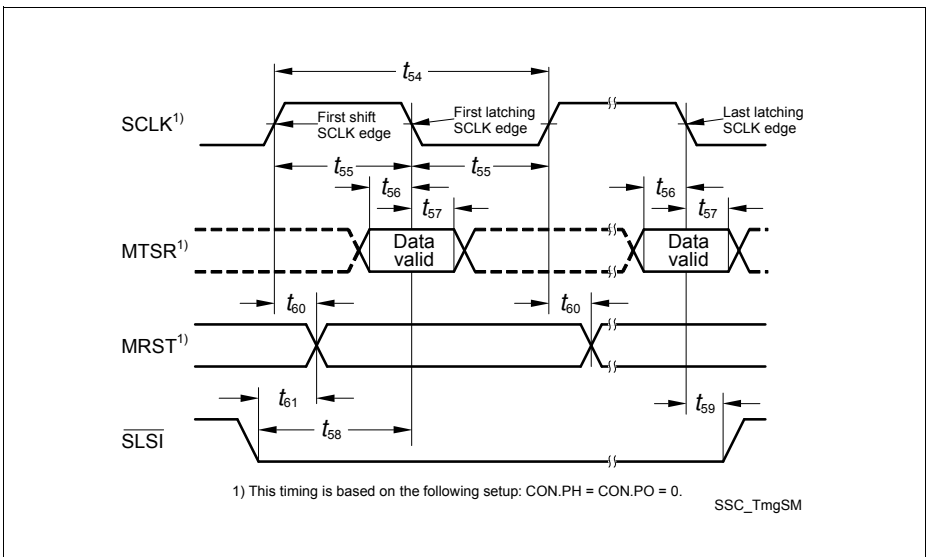 t54
SCLK1)
First shift
SCLK edge
First latching
SCLK edge
Last latching
SCLK edge
t55
t55
t56
t57
t56
t57
MTSR1)
Data
valid
Data
valid
t60
t60
MRST1)
t61
t59
t58
SLSI
1) This timing is based on the following setup: CON.PH = CON.PO = 0.
SSC_TmgSM